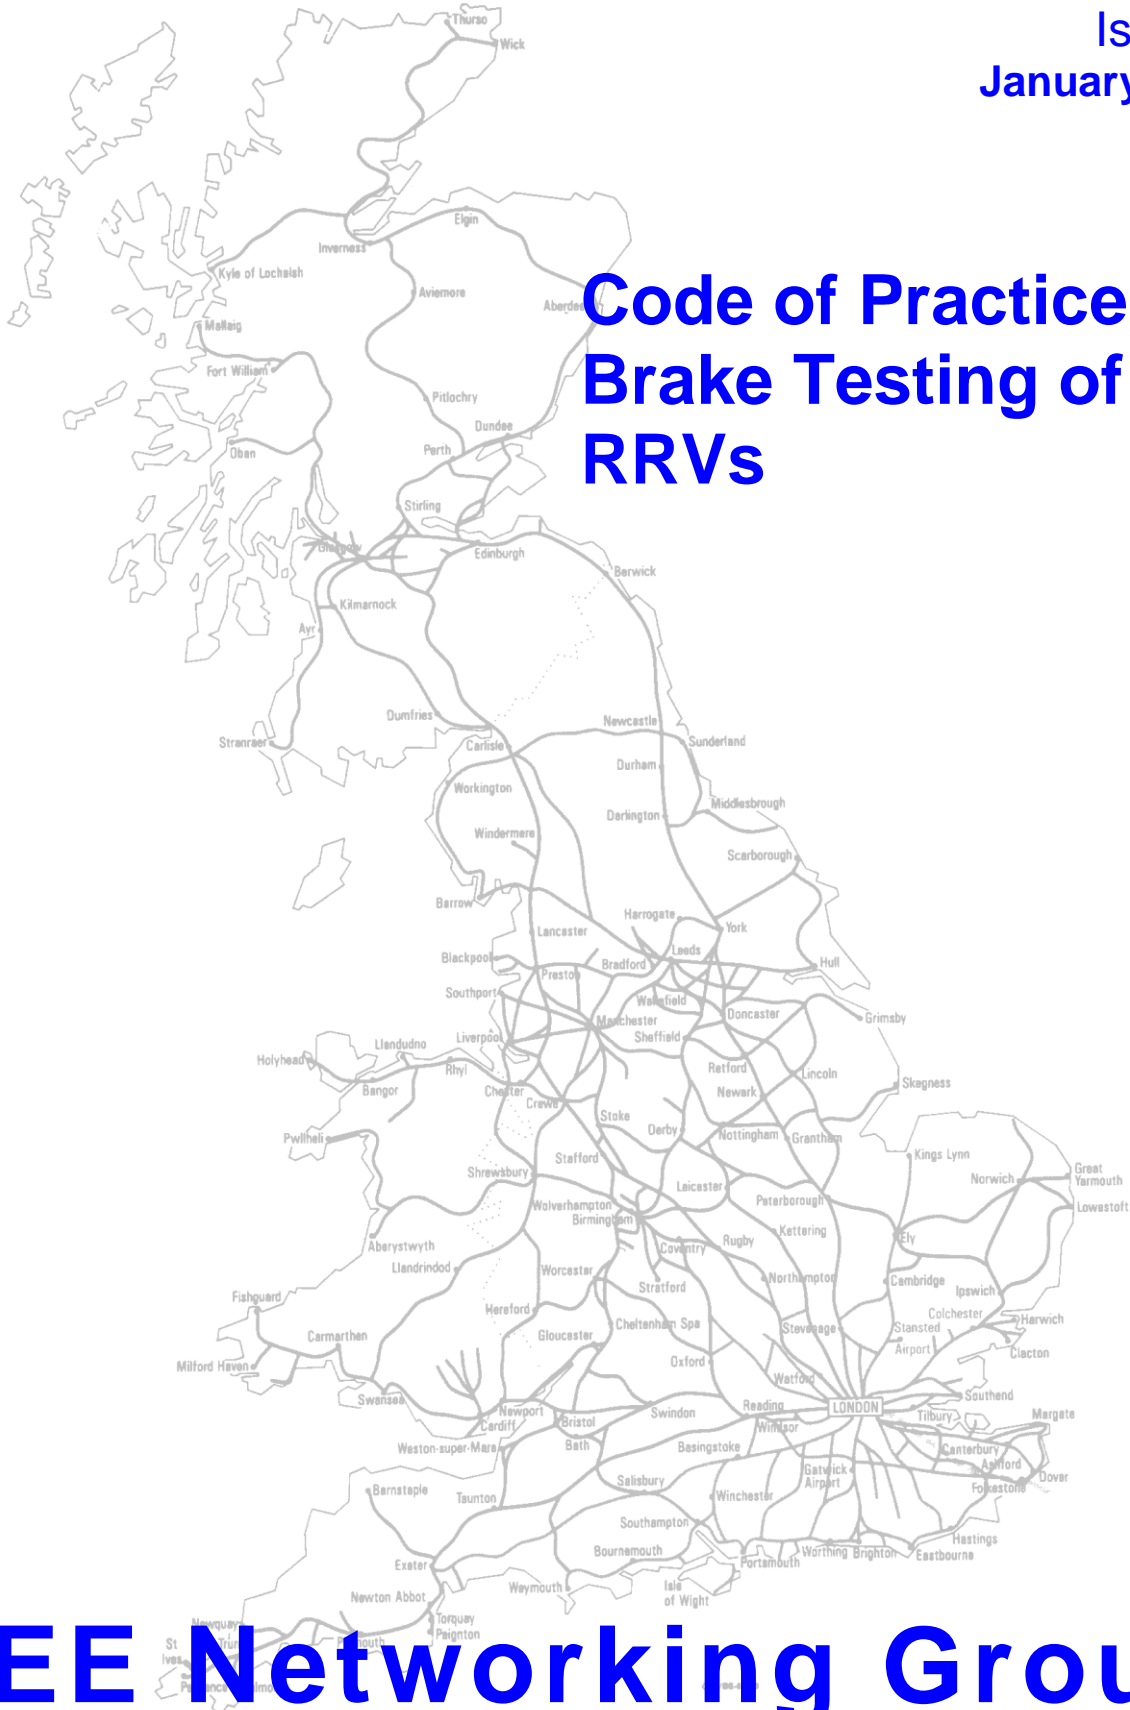 Is
January
Thurso
Wick
Elgin
Inverness
Kyle of Lochalsh
Aviemore
Code of Practice
Mallaig
Brake Testing of
Fort William
Pitlochry
Dundee
RRVs
Perth
Oban
Stirling
Glasgow
Edinburgh
Berwick
Kilmarnock
Ayr
Dumfries
Newcastle
Stranraer
Carlisle
Sunderland
Durham
Workington
Middlesbrough
Darlington
Windermere
Scarborough
Barrow
Harrogate
York
Lancaster
Leeds
Blackpool
Bradford
Hull
Preston
Southport
Wakefield
Doncaster
Grimsby
Manchester
Liverpool
Sheffield
Llandudno
Holyhead
Rhyl
Retford
Lincoln
Bangor
Chester
Newark
Skegness
Crewe
Stoke
Derby
Nottingham
Grantham
Pwllheli
Stafford
Kings Lynn
Shrewsbury
Norwich
Great
Yarmouth
Leicester
Peterborough
Wolverhampton
Lowestoft
Birmingham
Kettering
Aberystwyth
Coventry
Rugby
Ely
Llandrindod
Worcester
Northampton
Cambridge
Stratford
Ipswich
Fishguard
Hereford
Colchester
Harwich
Cheltenham Spa
Carmarthen
Gloucester
Stevenage
Stansted
Airport
Clacton
Milford Haven
Oxford
Watford
Swansea
Southend
Newport
Swindon
Reading
LONDON
Cardiff
Bristol
Windsor
Tilbury
Margate
Weston-super-Mare
Bath
Basingstoke
Canterbury
Ashford
Gatwick
Airport
Dover
Salisbury
Folkestone
Barnstaple
Taunton
Winchester
Southampton
Hastings
Bournemouth
Portsmouth
Worthing
Brighton
Eastbourne
Exeter
Weymouth
Isle
of Wight
Newton Abbot
Torquay
Paignton
Newquay
St
Ives
EE Networking Grou